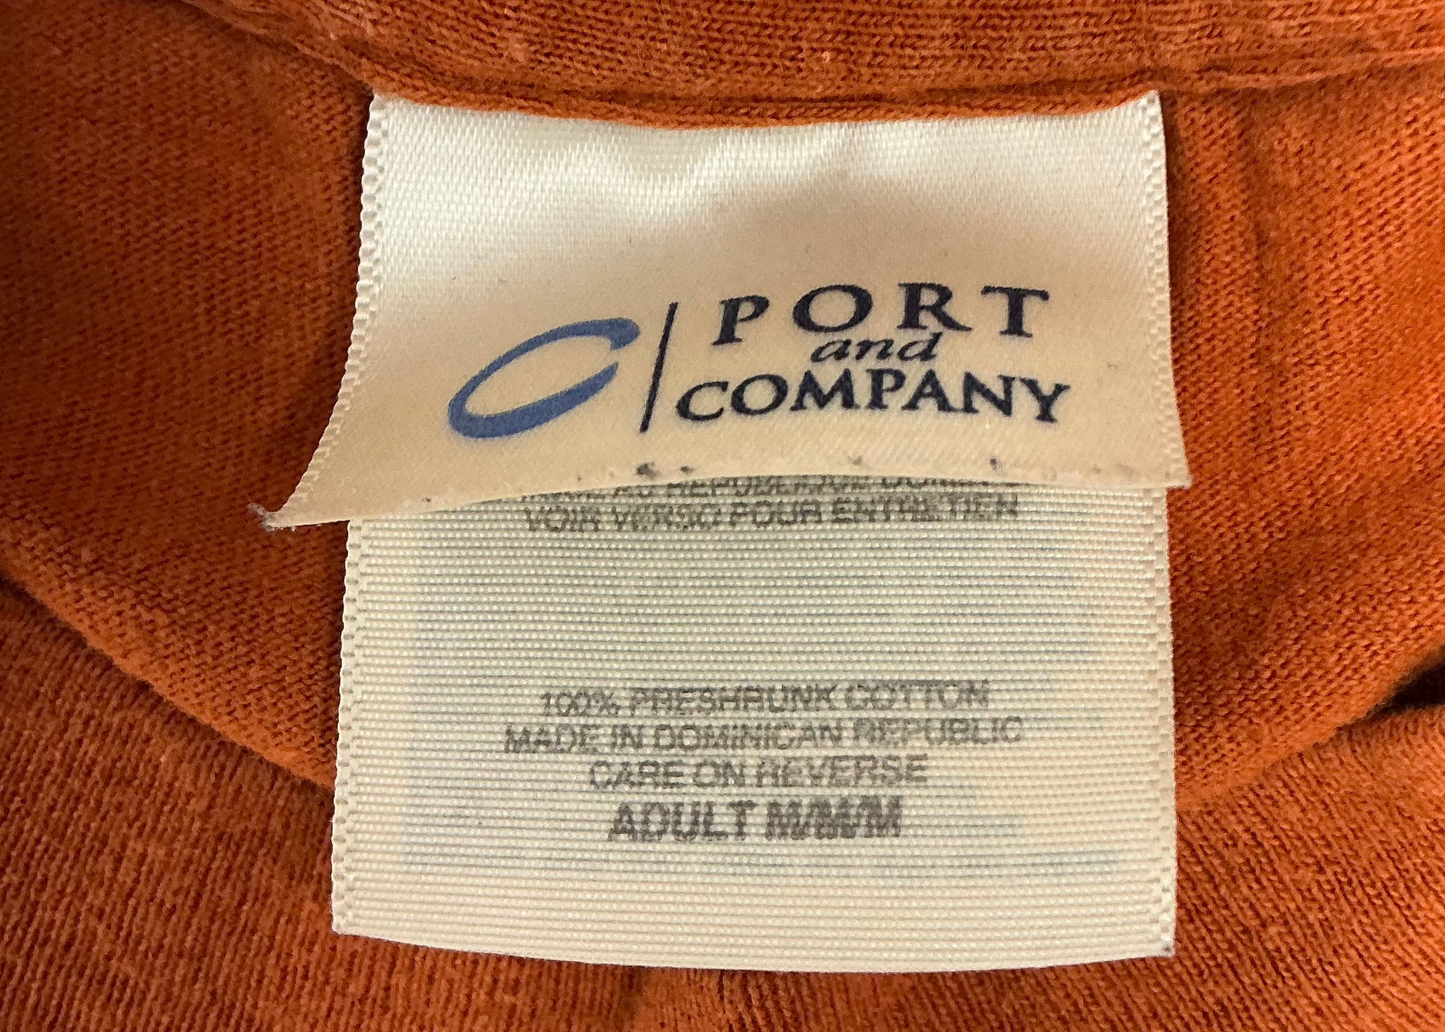 PORT
and
COMPANY
VOIR VERSO POUR ENTRETIEN
100% PRESHRUNK COTTON
MADE IN DOMINICAN REPUBLIC
CARE ON REVERSE
ADULT M/M/M